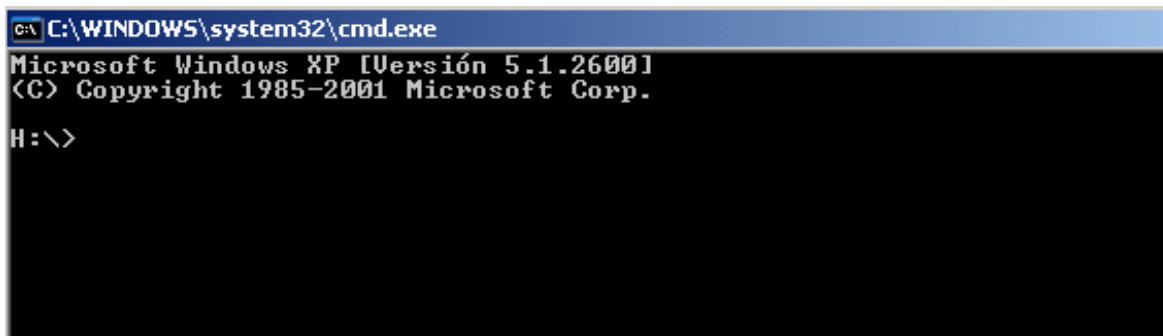 C:\ C:\WINDOWS\system32\cmd.exe
Microsoft Windows XP [Versión 5.1.2600]
(C) Copyright 1985-2001 Microsoft Corp.
H:\>